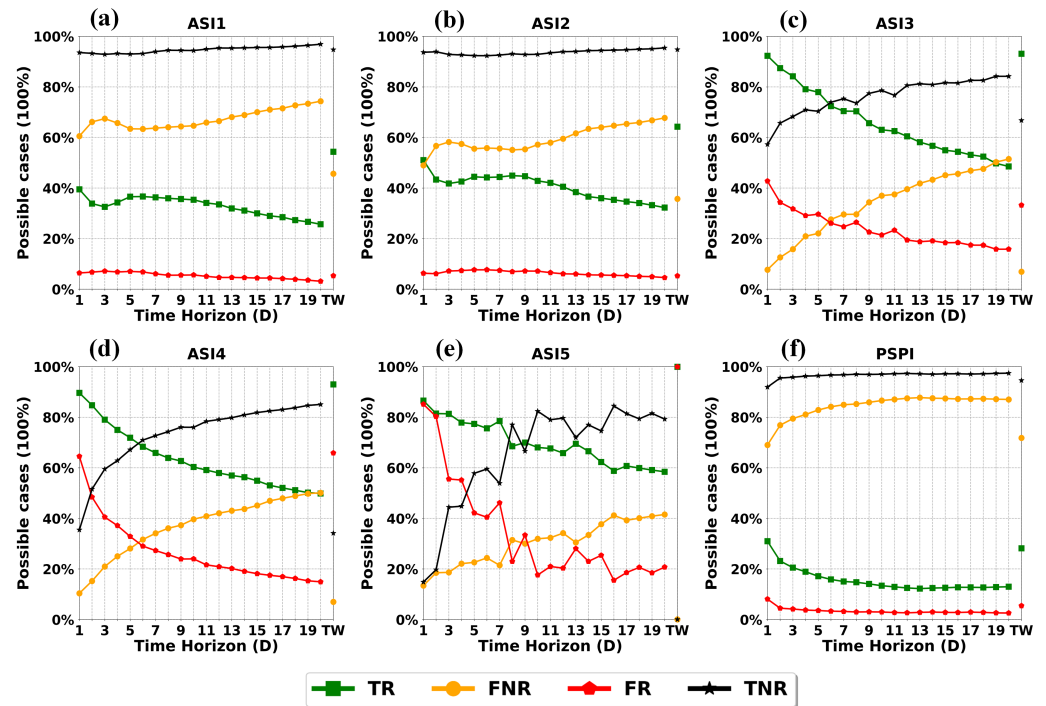 (a) ASI1
(b) ASI2
(c) ASI3
Possible cases (100%)
100%
80%
60%
40%
20%
0%
1 3 5 7 9 11 13 15 17 19 TW
Time Horizon (D)
Possible cases (100%)
100%
80%
60%
40%
20%
0%
1 3 5 7 9 11 13 15 17 19 TW
Time Horizon (D)
Possible cases (100%)
100%
80%
60%
40%
20%
0%
1 3 5 7 9 11 13 15 17 19 TW
Time Horizon (D)
(d) ASI4
(e) ASI5
(f) PSPI
Possible cases (100%)
100%
80%
60%
40%
20%
0%
1 3 5 7 9 11 13 15 17 19 TW
Time Horizon (D)
Possible cases (100%)
100%
80%
60%
40%
20%
0%
1 3 5 7 9 11 13 15 17 19 TW
Time Horizon (D)
Possible cases (100%)
100%
80%
60%
40%
20%
0%
1 3 5 7 9 11 13 15 17 19 TW
Time Horizon (D)
TR FNR FR TNR